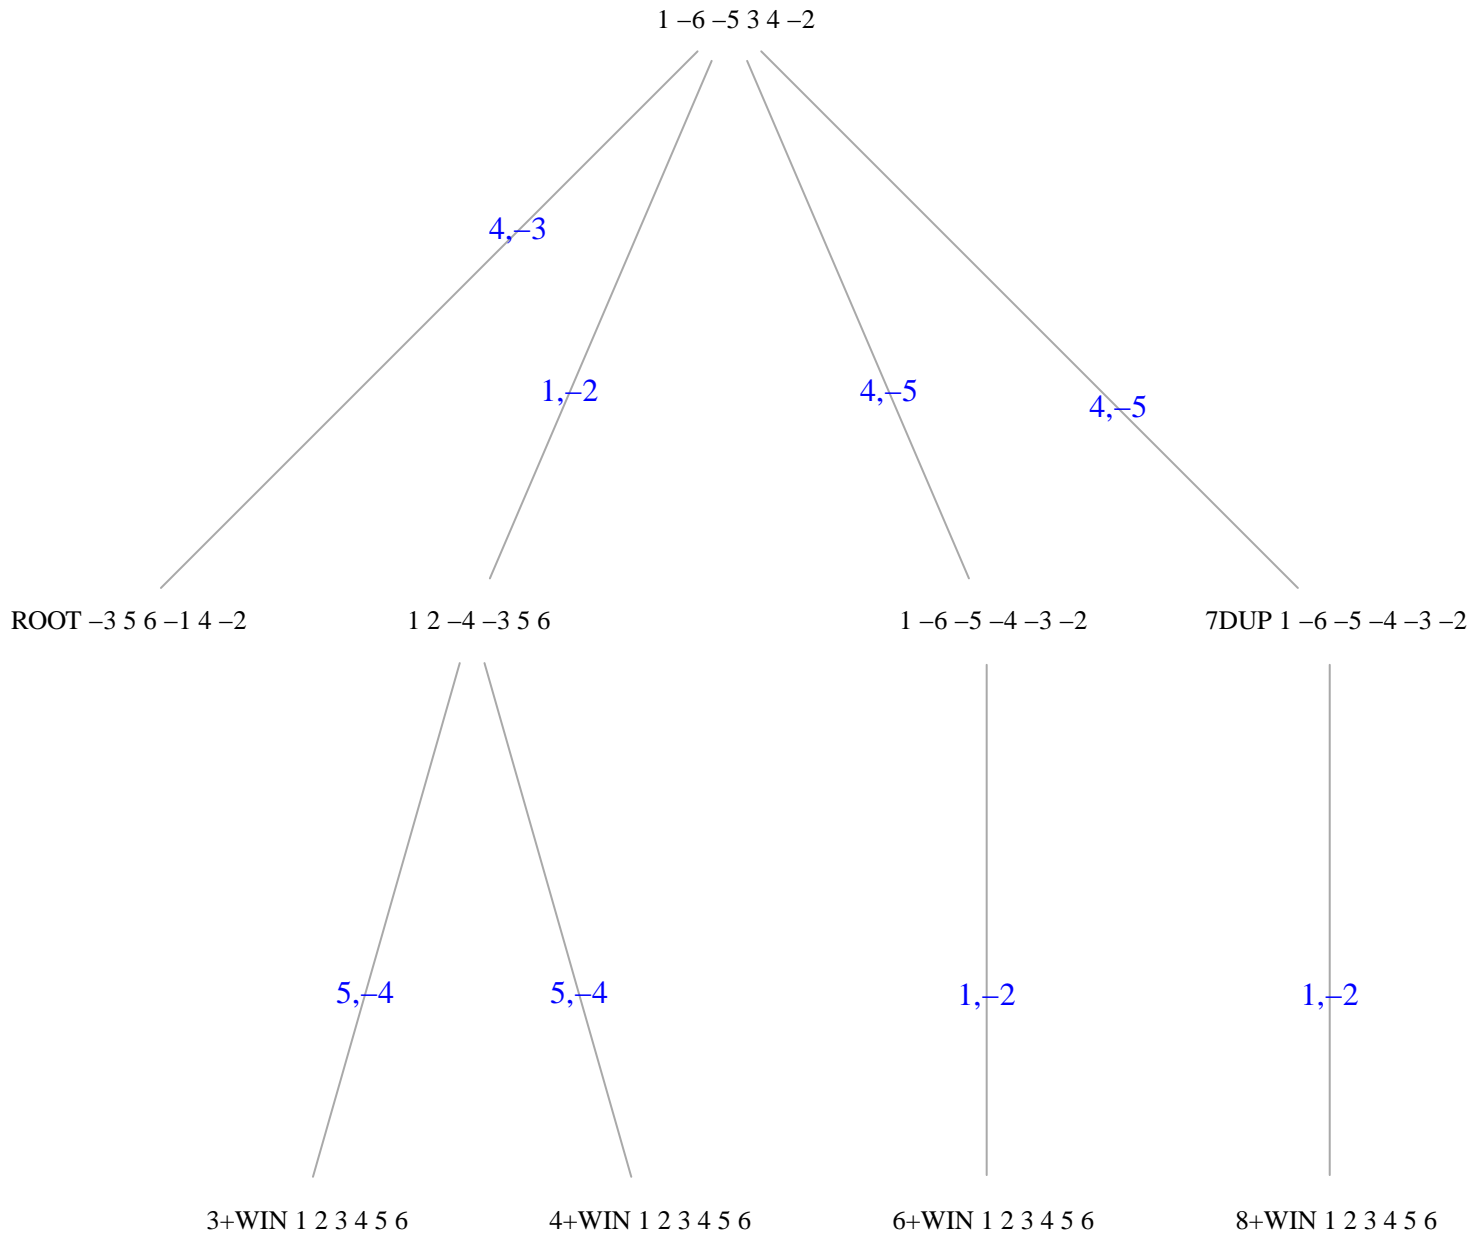 1 –6 –5 3 4 –2
4,–3
1,–2
4,–5
4,–5
ROOT –3 5 6 –1 4 –2
1 2 –4 –3 5 6
1 –6 –5 –4 –3 –2
7DUP 1 –6 –5 –4 –3 –2
5,–4
5,–4
1,–2
1,–2
3+WIN 1 2 3 4 5 6
4+WIN 1 2 3 4 5 6
6+WIN 1 2 3 4 5 6
8+WIN 1 2 3 4 5 6